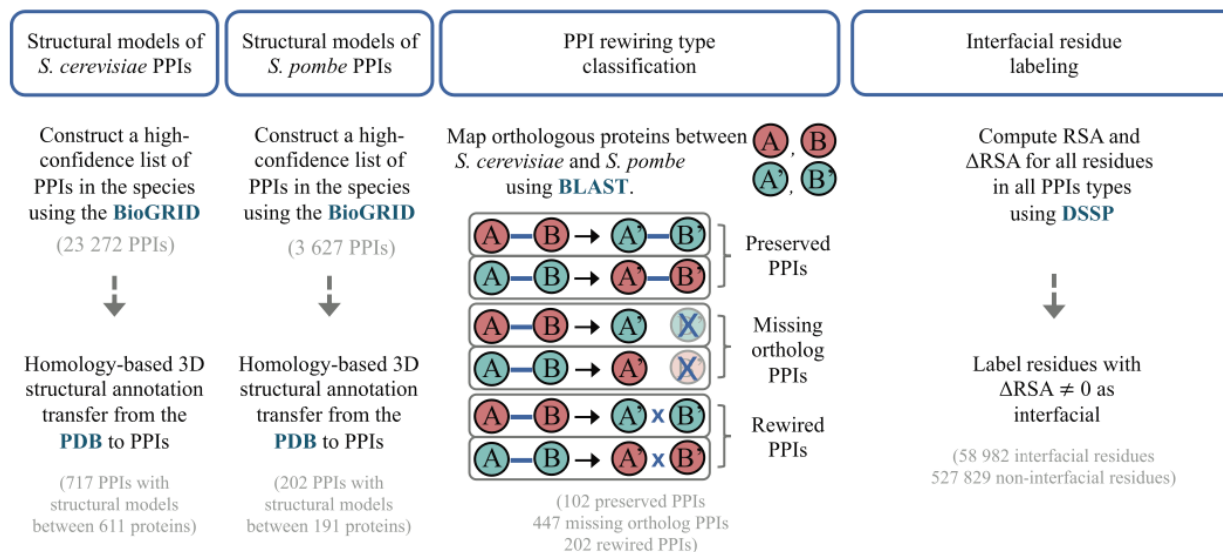 Structural models of
S. cerevisiae PPIs
Structural models of
S. pombe PPIs
PPI rewiring type
classification
Interfacial residue
labeling
Construct a high-
confidence list of
PPIs in the species
using the BioGRID
(23 272 PPIs)
Homology-based 3D
structural annotation
transfer from the
PDB to PPIs
(717 PPIs with
structural models
between 611 proteins)
Construct a high-
confidence list of
PPIs in the species
using the BioGRID
(3 627 PPIs)
Homology-based 3D
structural annotation
transfer from the
PDB to PPIs
(202 PPIs with
structural models
between 191 proteins)
Map orthologous proteins between
S. cerevisiae and S. pombe
using BLAST.
A , B
A' , B'
A B → A' B'
A B → A' B'
Preserved
PPIs
A B → A' X
A B → A' X
Missing
ortholog
PPIs
A B → A' x B'
A B → A' x B'
Rewired
PPIs
(102 preserved PPIs
447 missing ortholog PPIs
202 rewired PPIs)
Compute RSA and
ΔRSA for all residues
in all PPIs types
using DSSP
Label residues with
ΔRSA ≠ 0 as
interfacial
(58 982 interfacial residues
527 829 non-interfacial residues)